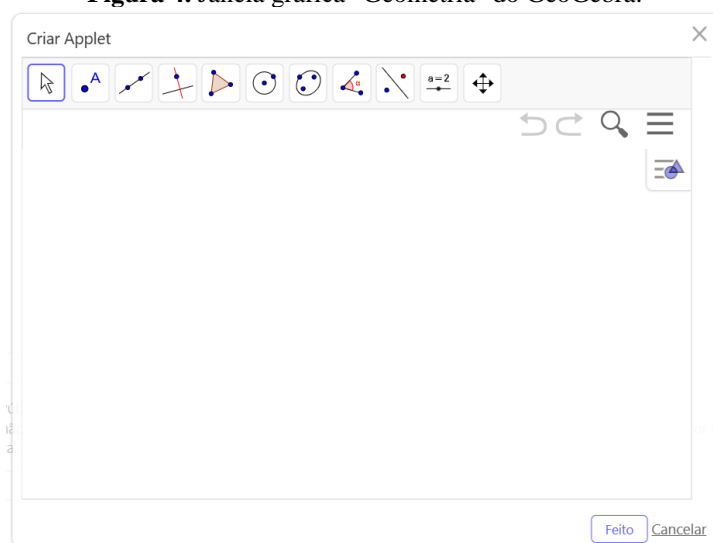 Figura 4. Janela gráfica "Geometria" do GeoGebra.
Criar Applet
A
α
a=2
Feito Cancelar